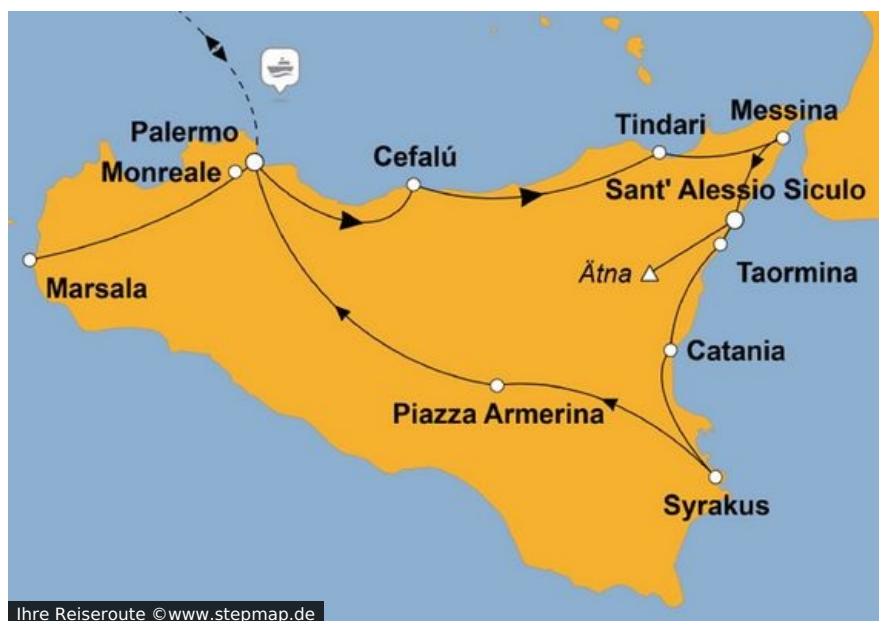 Messina
Tindari
Palermo
Cefalú
Monreale
Sant' Alessio Siculo
Ätna
Taormina
Marsala
Catania
Piazza Armerina
Syrakus
Ihre Reiseroute ©www.stepmap.de